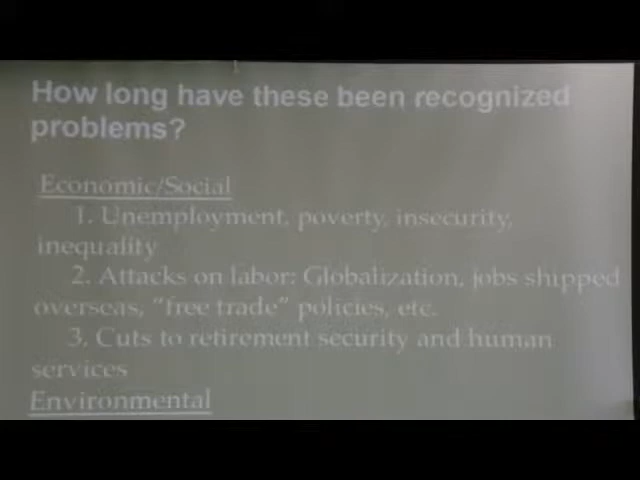 How long have these been recognized
problems?
Economic/Social
1. Unemployment, poverty, insecurity,
inequality
2. Attacks on labor: Globalization, jobs shipped
overseas, “free trade” policies, etc.
3. Cuts to retirement security and human
services
Environmental